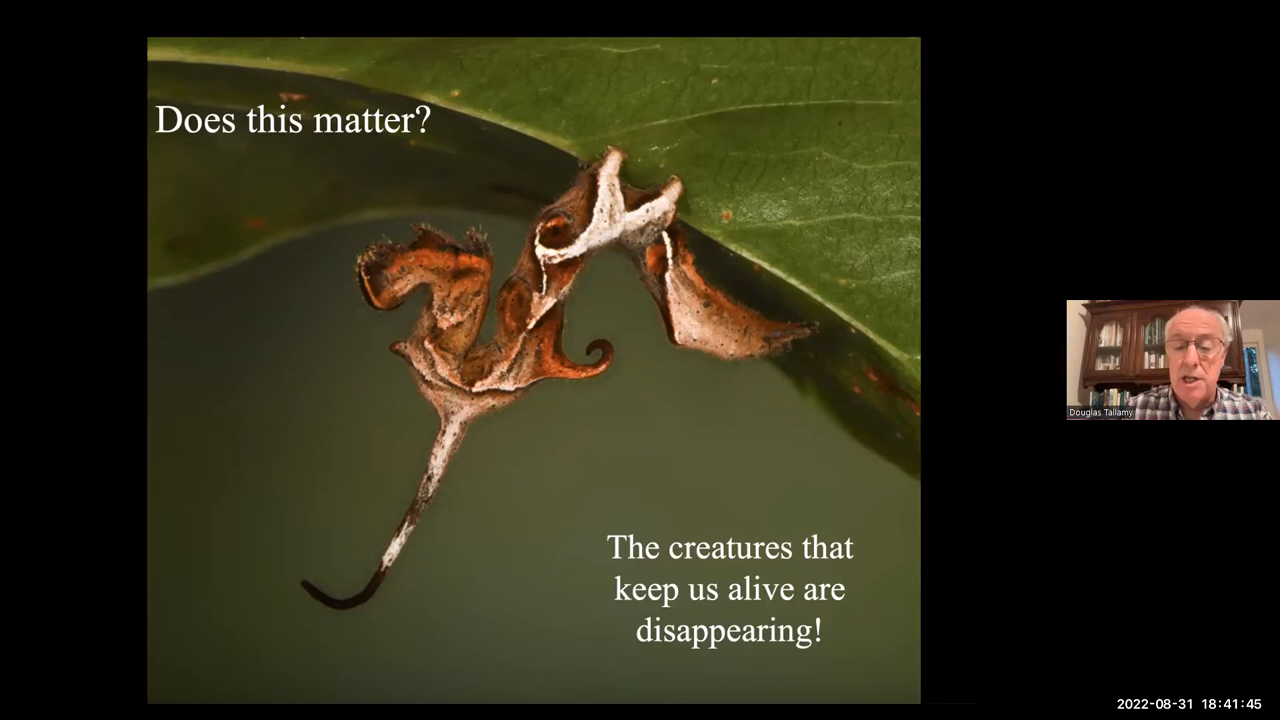 Does this matter?
The creatures that
keep us alive are
disappearing!
Douglas Tallamy
2022-08-31 18:41:45